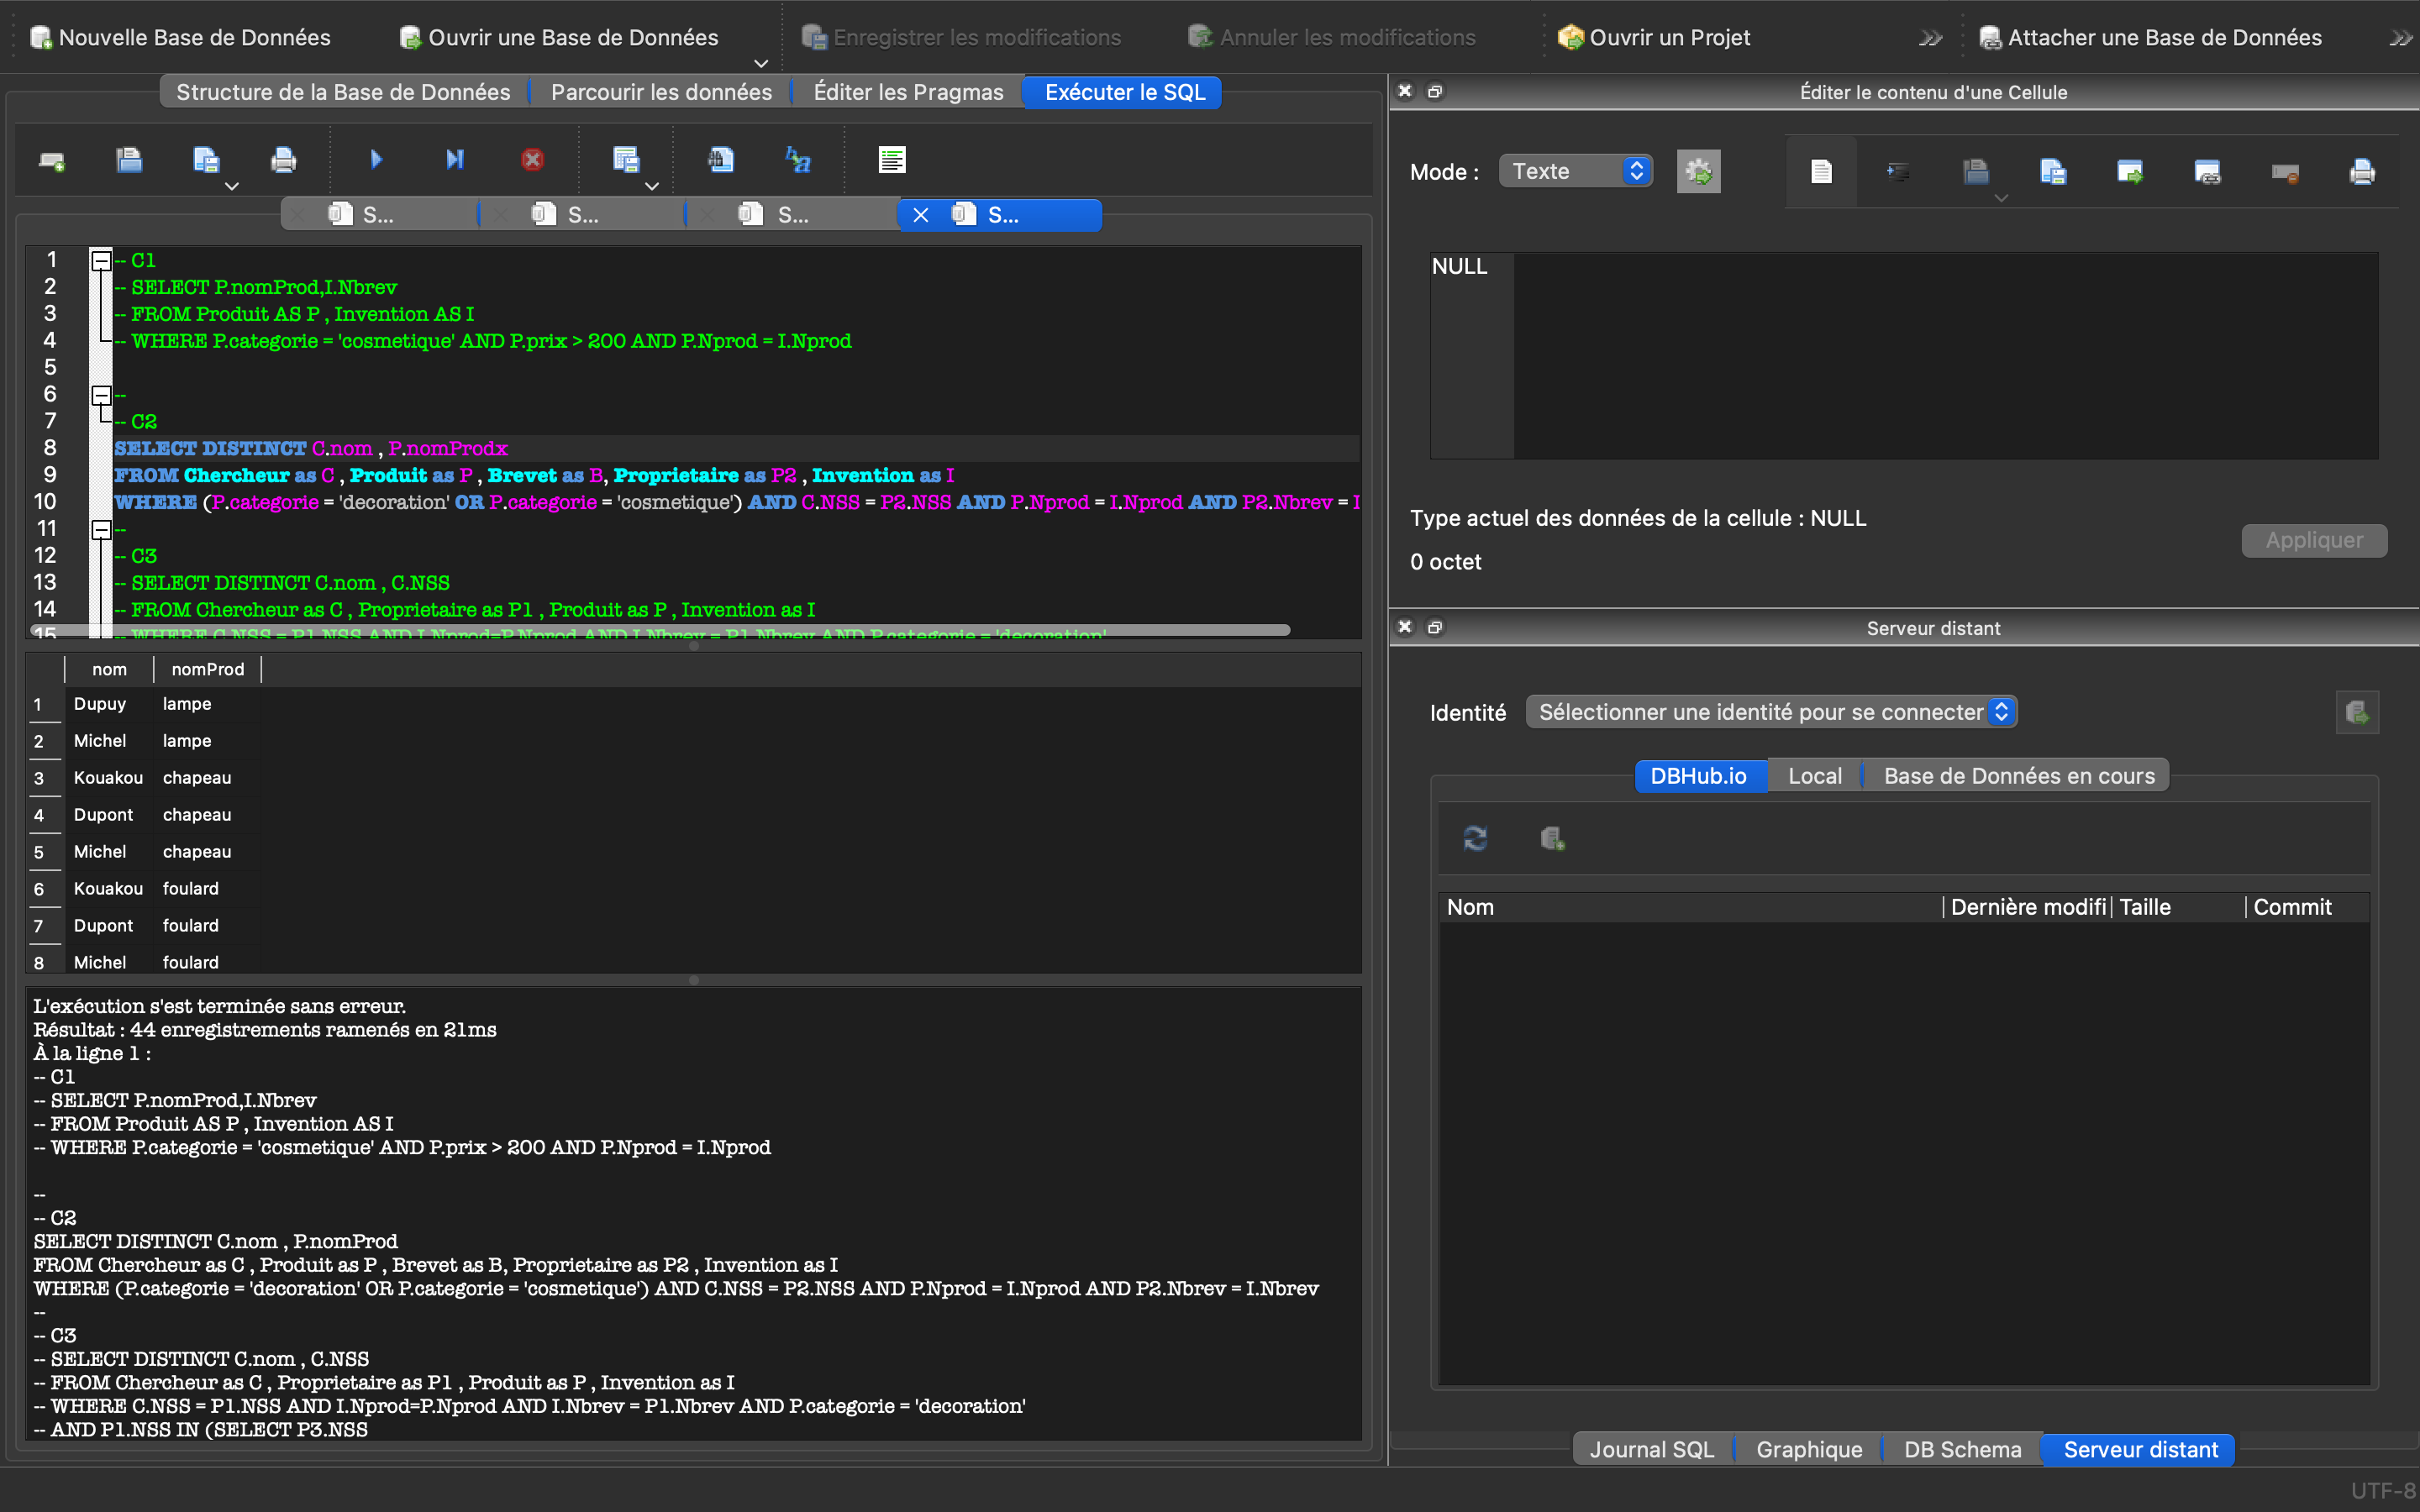 Nouvelle Base de Données
Ouvrir une Base de Données
Enregistrer les modifications
Annuler les modifications
Ouvrir un Projet
Attacher une Base de Données
Structure de la Base de Données
Parcourir les données
Éditer les Pragmas
Exécuter le SQL
S...
S...
S...
S...
1 -- C1
2 -- SELECT P.nomProd,I.Nbrev
3 -- FROM Produit AS P , Invention AS I
4 -- WHERE P.categorie = 'cosmetique' AND P.prix > 200 AND P.Nprod = I.Nprod
5
6 --
7 -- C2
8 SELECT DISTINCT C.nom , P.nomProdx
9 FROM Chercheur as C , Produit as P , Brevet as B, Proprietaire as P2 , Invention as I
10 WHERE (P.categorie = 'decoration' OR P.categorie = 'cosmetique') AND C.NSS = P2.NSS AND P.Nprod = I.Nprod AND P2.Nbrev = I
11 --
12 -- C3
13 -- SELECT DISTINCT C.nom , C.NSS
14 -- FROM Chercheur as C , Proprietaire as P1 , Produit as P , Invention as I
15 -- WHERE C.NSS = P1.NSS AND I.Nprod=P.Nprod AND I.Nbrev = P1.Nbrev AND P.categorie = 'decoration'
nom nomProd
1 Dupuy lampe
2 Michel lampe
3 Kouakou chapeau
4 Dupont chapeau
5 Michel chapeau
6 Kouakou foulard
7 Dupont foulard
8 Michel foulard
L'exécution s'est terminée sans erreur.
Résultat : 44 enregistrements ramenés en 21ms
À la ligne 1 :
-- C1
-- SELECT P.nomProd,I.Nbrev
-- FROM Produit AS P , Invention AS I
-- WHERE P.categorie = 'cosmetique' AND P.prix > 200 AND P.Nprod = I.Nprod
--
-- C2
SELECT DISTINCT C.nom , P.nomProd
FROM Chercheur as C , Produit as P , Brevet as B, Proprietaire as P2 , Invention as I
WHERE (P.categorie = 'decoration' OR P.categorie = 'cosmetique') AND C.NSS = P2.NSS AND P.Nprod = I.Nprod AND P2.Nbrev = I.Nbrev
--
-- C3
-- SELECT DISTINCT C.nom , C.NSS
-- FROM Chercheur as C , Proprietaire as P1 , Produit as P , Invention as I
-- WHERE C.NSS = P1.NSS AND I.Nprod=P.Nprod AND I.Nbrev = P1.Nbrev AND P.categorie = 'decoration'
-- AND P1.NSS IN (SELECT P3.NSS
Éditer le contenu d'une Cellule
Mode :
Texte
NULL
Type actuel des données de la cellule : NULL
0 octet
Appliquer
Serveur distant
Identité
Sélectionner une identité pour se connecter
DBHub.io
Local
Base de Données en cours
Nom
Dernière modifi
Taille
Commit
Journal SQL
Graphique
DB Schema
Serveur distant
UTF-8